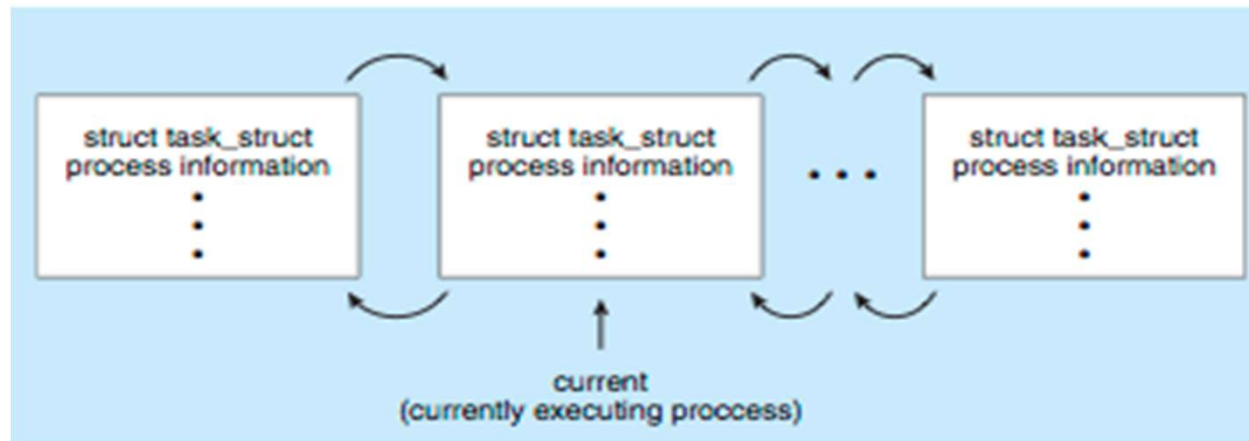 struct task_struct
process information
struct task_struct
process information
struct task_struct
process information
current
(currently executing proccess)